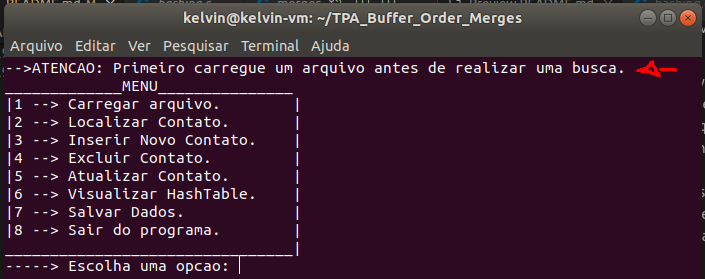 kelvin@kelvin-vm: ~/TPA_Buffer_Order_Merges
Arquivo Editar Ver Pesquisar Terminal Ajuda
-->ATENCAO: Primeiro carregue um arquivo antes de realizar uma busca.
_____________MENU_______________
|1 --> Carregar arquivo. |
|2 --> Localizar Contato. |
|3 --> Inserir Novo Contato. |
|4 --> Excluir Contato. |
|5 --> Atualizar Contato. |
|6 --> Visualizar HashTable. |
|7 --> Salvar Dados. |
|8 --> Sair do programa. |
________________________________|
-----> Escolha uma opcao: